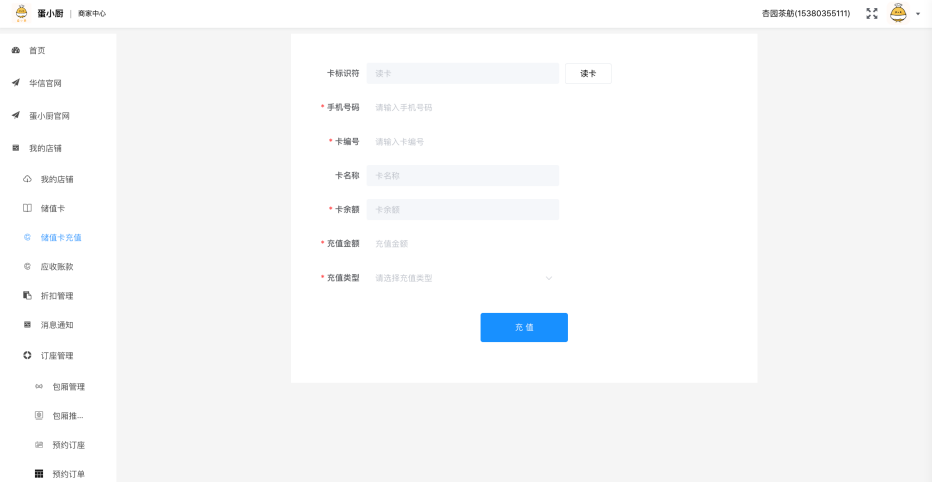 蛋小厨 | 商家中心
杏园茶舫(15380355111)
首页
华信官网
蛋小厨官网
我的店铺
我的店铺
储值卡
储值卡充值
应收账款
折扣管理
消息通知
订座管理
包厢管理
包厢推...
预约订座
预约订单
卡标识符 读卡 读卡
* 手机号码 请输入手机号码
* 卡编号 请输入卡编号
卡名称 卡名称
* 卡余额 卡余额
* 充值金额 充值金额
* 充值类型 请选择充值类型
充 值